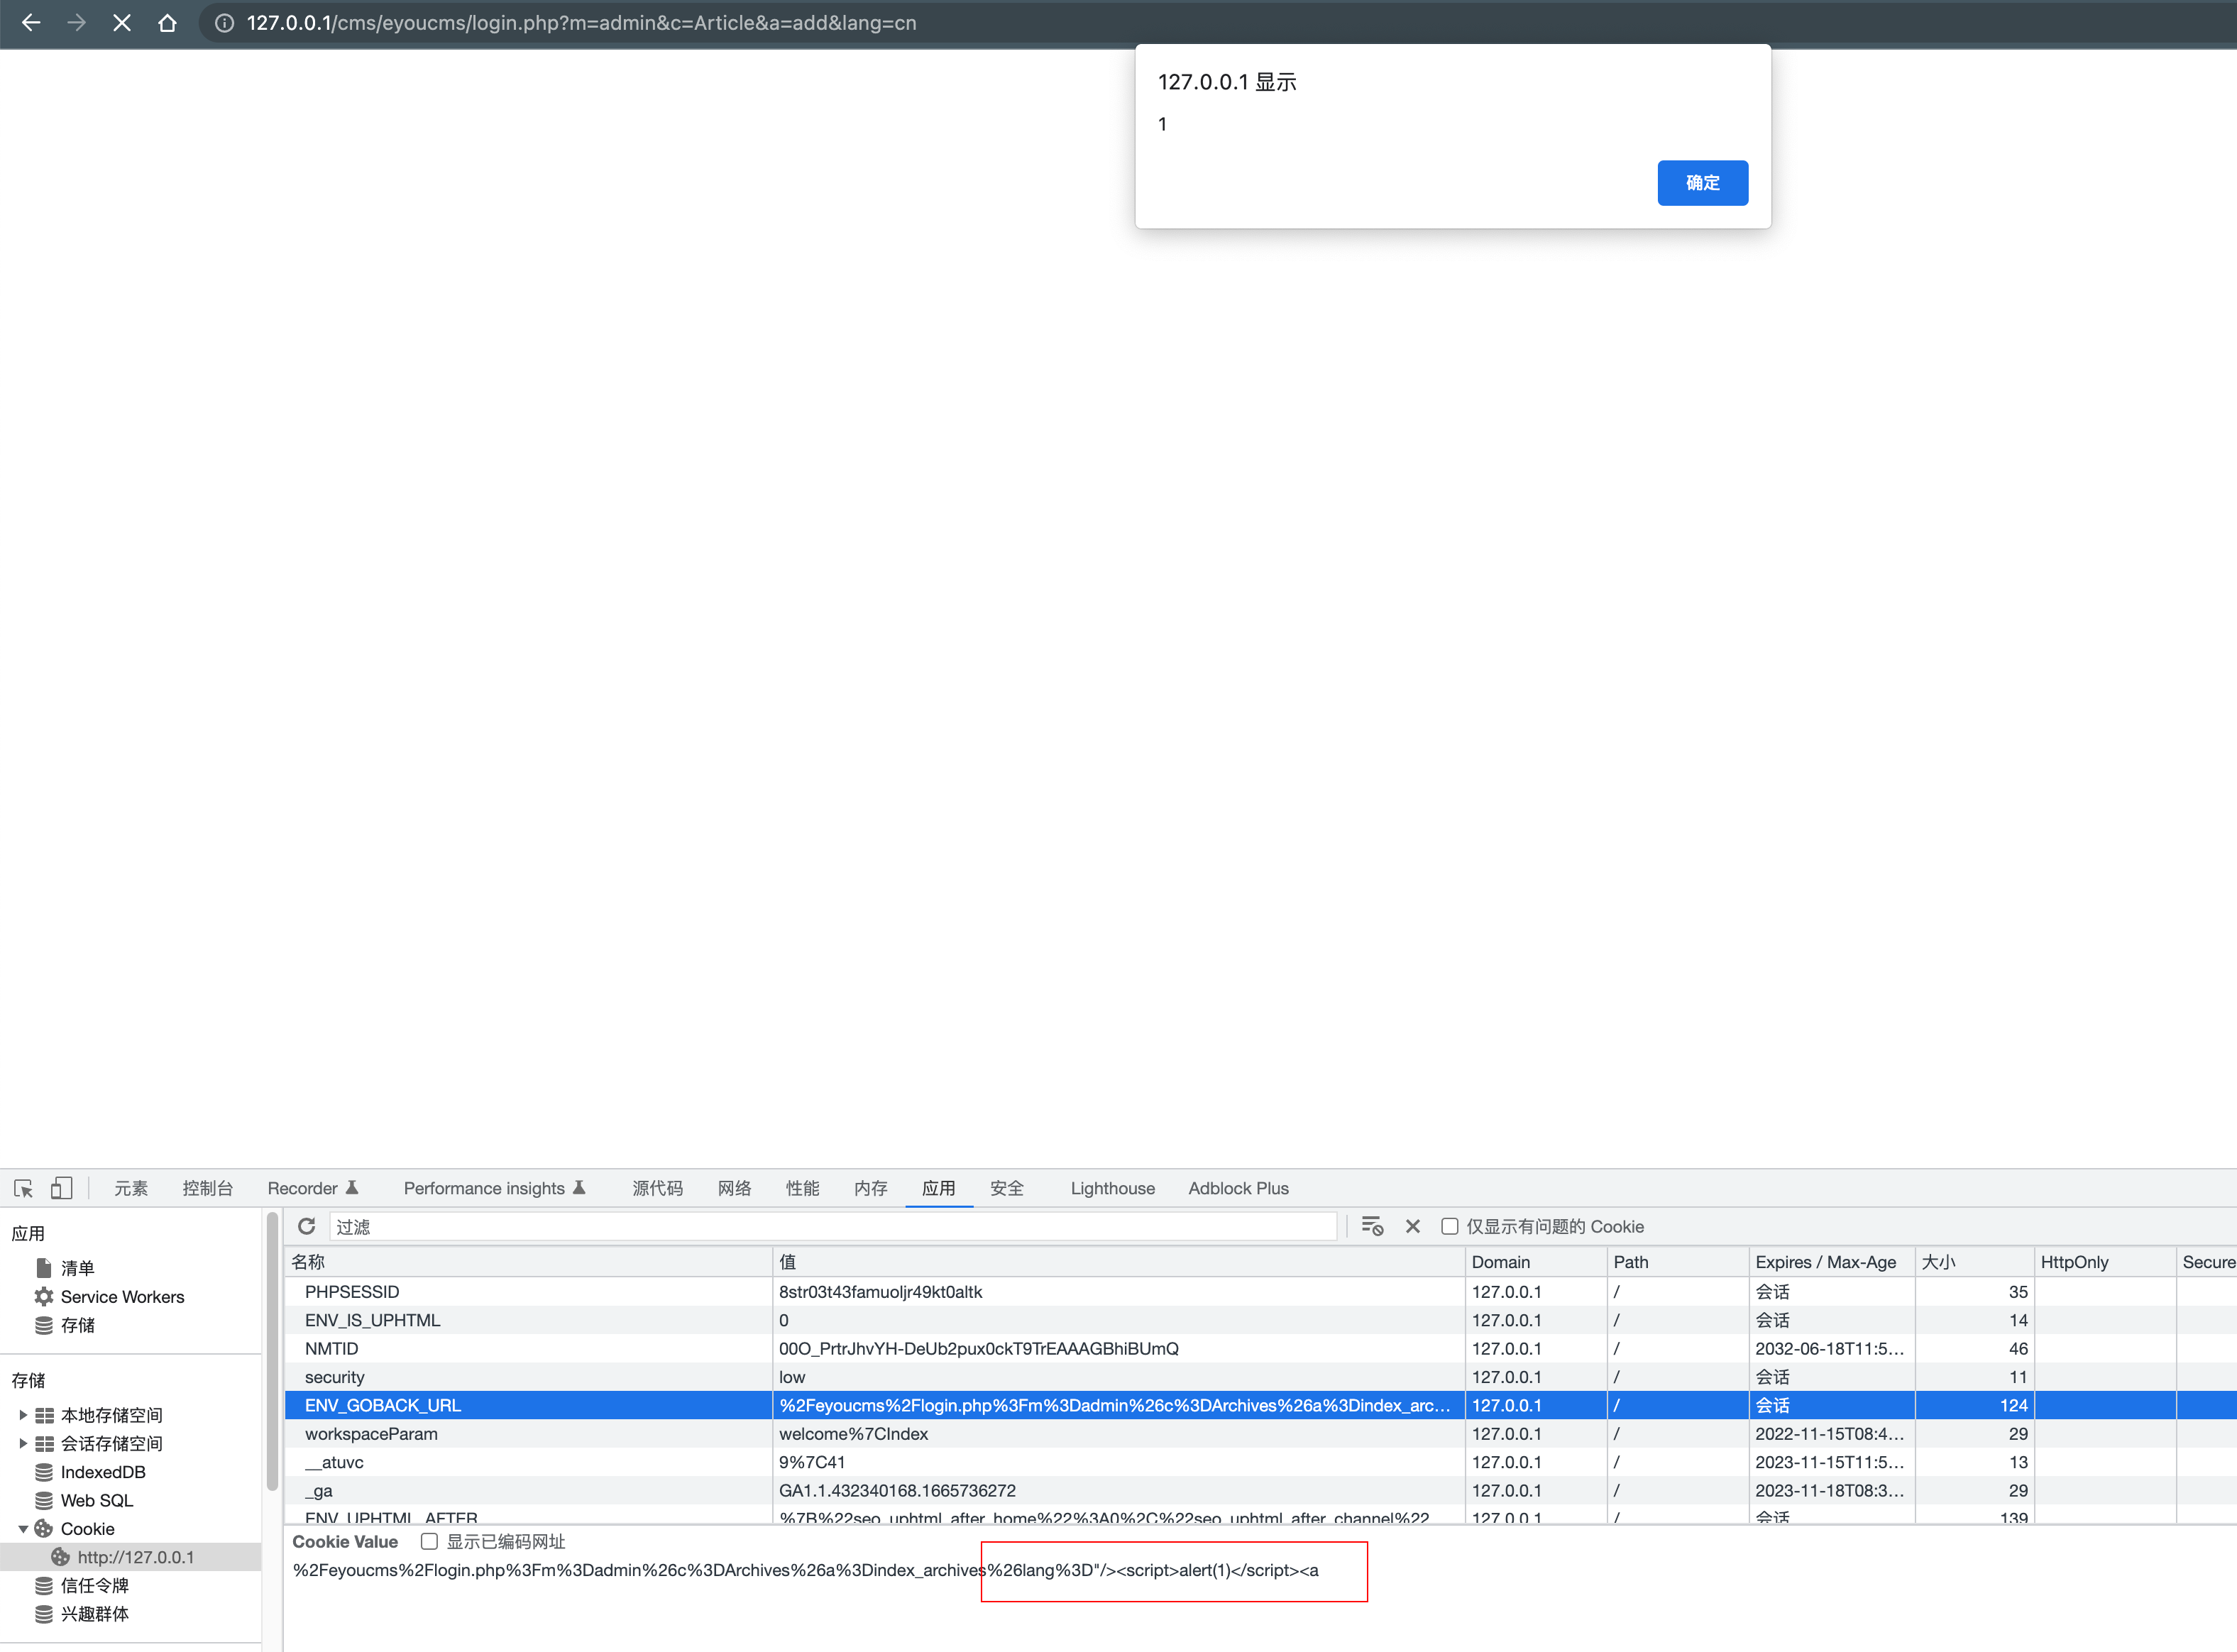 127.0.0.1/cms/eyoucms/login.php?m=admin&c=Article&a=add&lang=cn
127.0.0.1 显示
1
确定
元素 控制台 Recorder Performance insights 源代码 网络 性能 内存 应用 安全 Lighthouse Adblock Plus
应用
清单
Service Workers
存储
存储
本地存储空间
会话存储空间
IndexedDB
Web SQL
Cookie
http://127.0.0.1
信任令牌
兴趣群体
过滤 仅显示有问题的 Cookie
名称 值 Domain Path Expires / Max-Age 大小 HttpOnly Secure
PHPSESSID 8str03t43famuoljr49kt0altk 127.0.0.1 / 会话 35
ENV_IS_UPHTML 0 127.0.0.1 / 会话 14
NMTID 00O_PrtrJhvYH-DeUb2pux0ckT9TrEAAAGBhiBUmQ 127.0.0.1 / 2032-06-18T11:5... 46
security low 127.0.0.1 / 会话 11
ENV_GOBACK_URL %2Feyoucms%2Flogin.php%3Fm%3Dadmin%26c%3DArchives%26a%3Dindex_arc... 127.0.0.1 / 会话 124
workspaceParam welcome%7CIndex 127.0.0.1 / 2022-11-15T08:4... 29
__atuvc 9%7C41 127.0.0.1 / 2023-11-15T11:5... 13
_ga GA1.1.432340168.1665736272 127.0.0.1 / 2023-11-18T08:3... 29
ENV_UPHTML_AFTER %7B%22seo_uphtml_after_home%22%3A0%2C%22seo_uphtml_after_channel%22 127.0.0.1 / 会话 139
Cookie Value 显示已编码网址
%2Feyoucms%2Flogin.php%3Fm%3Dadmin%26c%3DArchives%26a%3Dindex_archives%26lang%3D"/><script>alert(1)</script><a